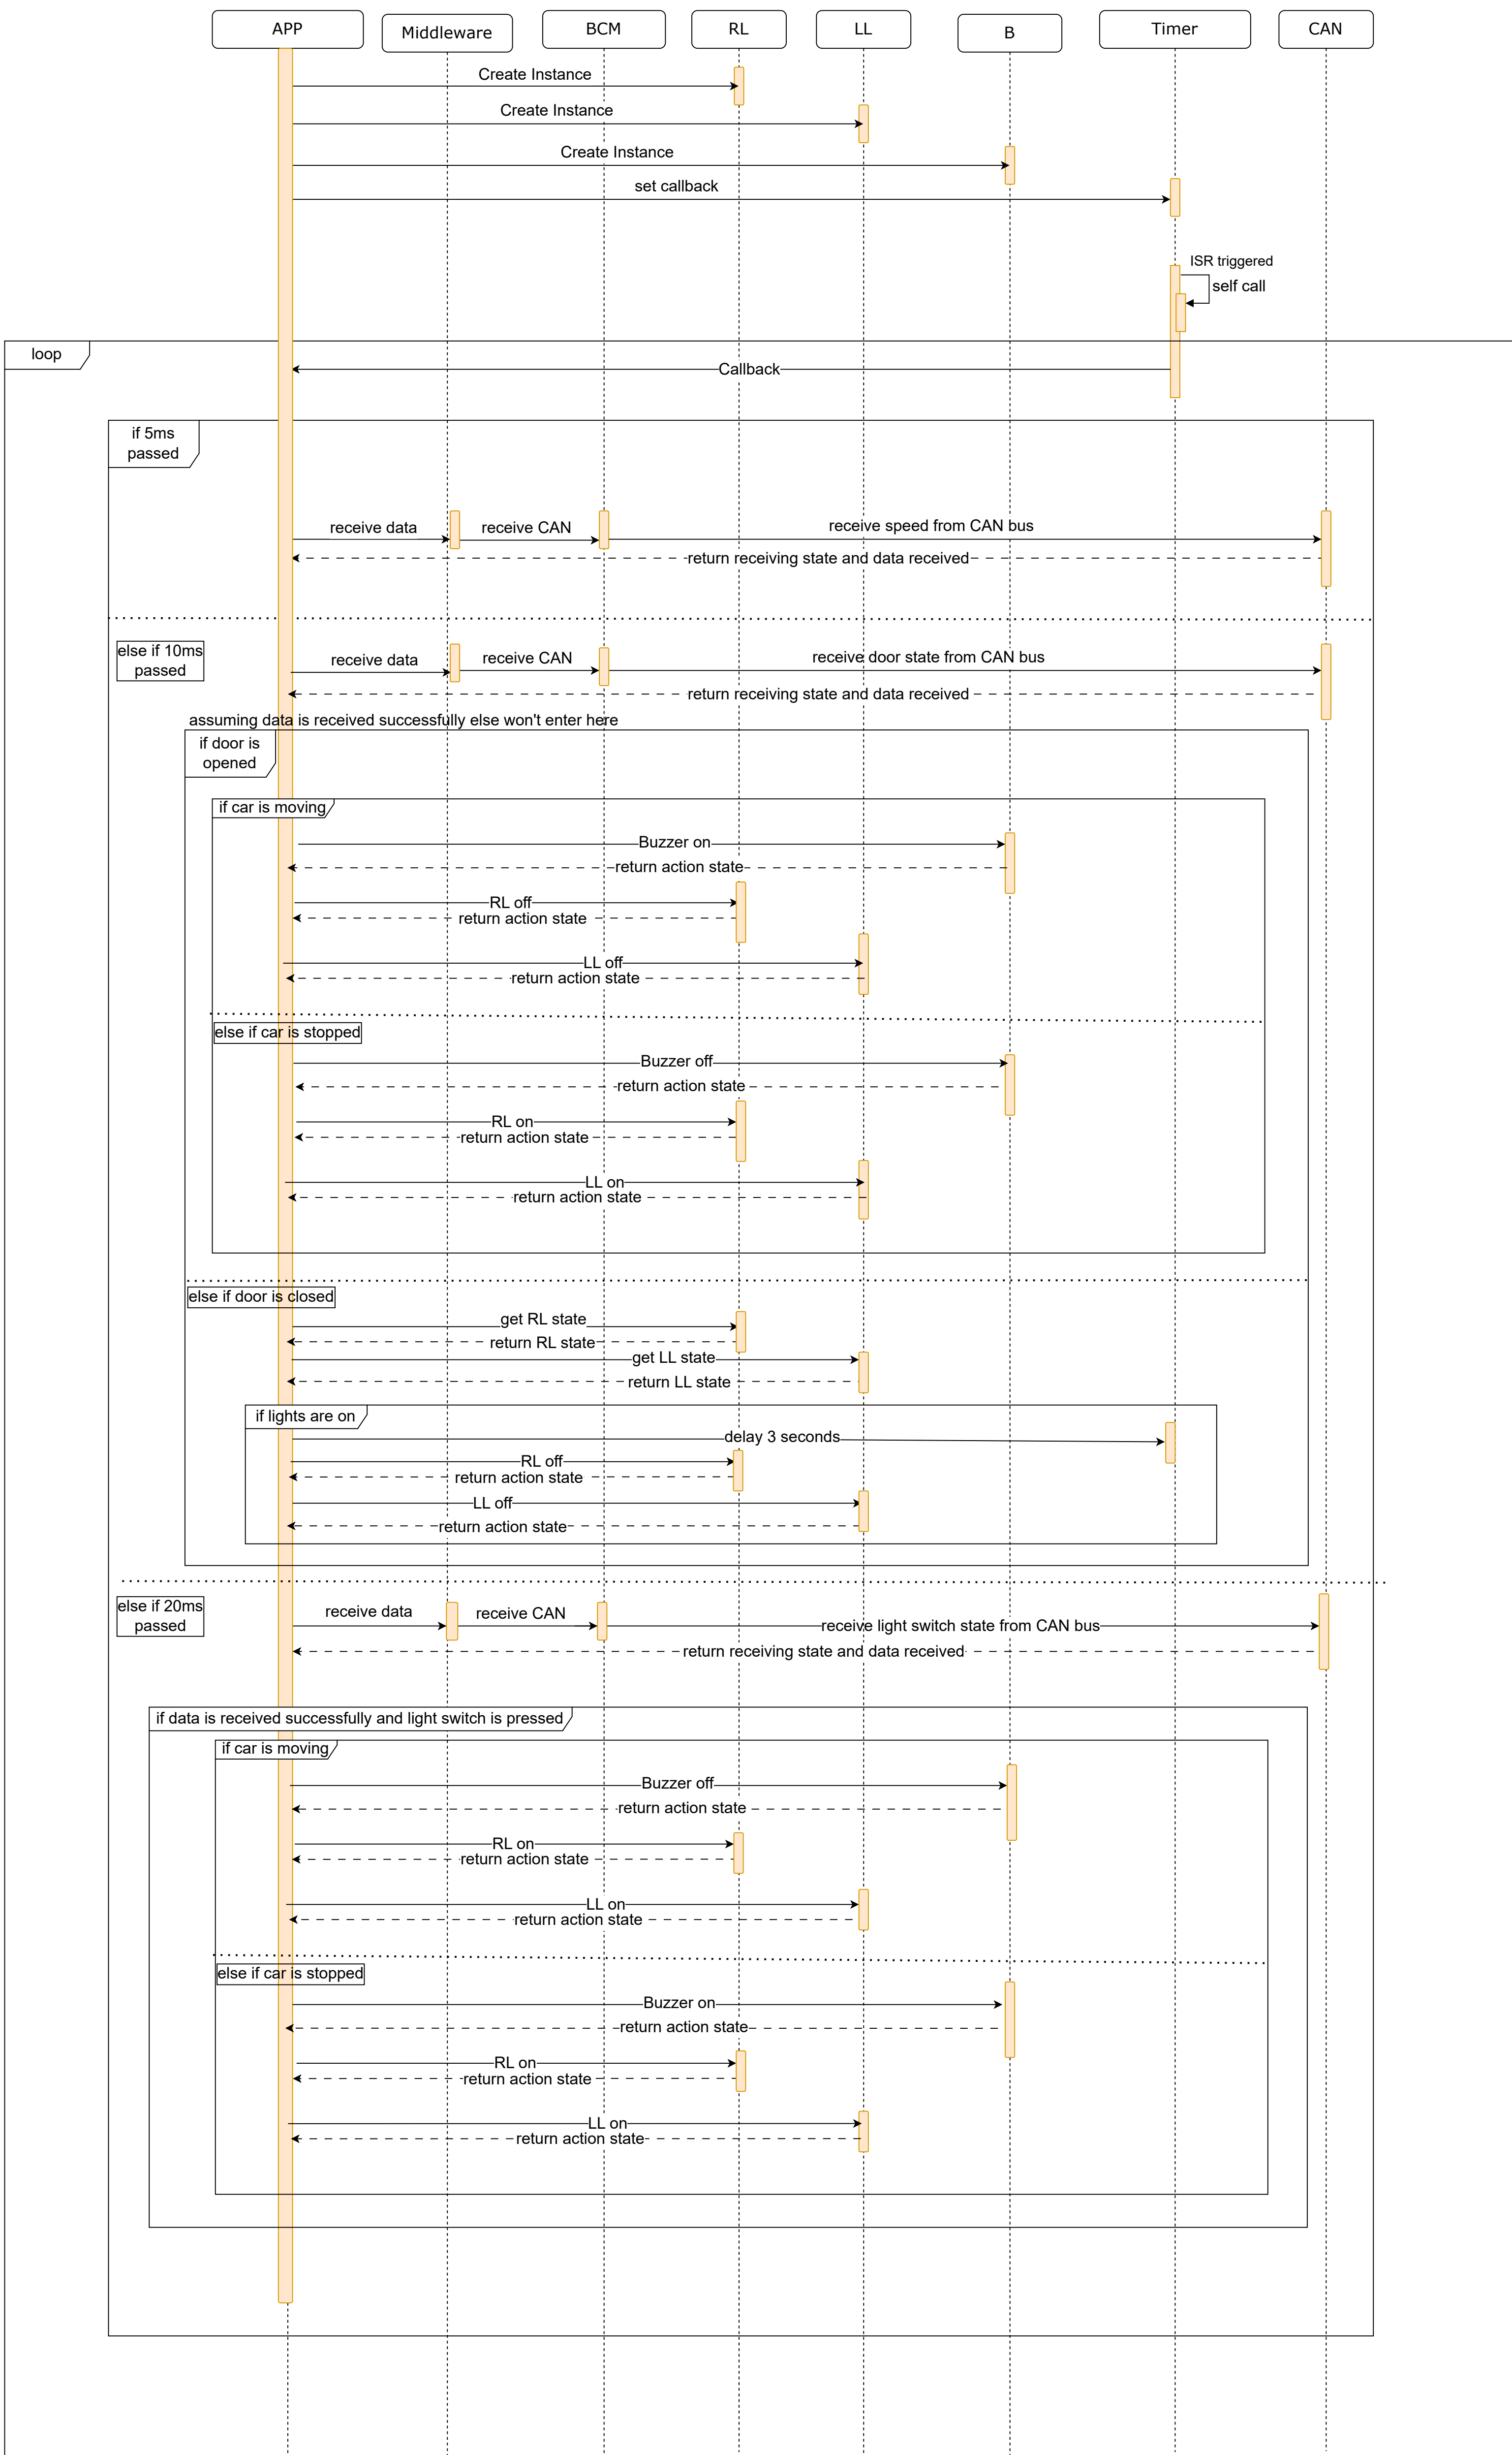 APP
Middleware
BCM
RL
LL
B
Timer
CAN
Create Instance
Create Instance
Create Instance
set callback
ISR triggered
self call
loop
Callback
if 5ms
passed
receive data
receive CAN
receive speed from CAN bus
return receiving state and data received
else if 10ms
passed
receive data
receive CAN
receive door state from CAN bus
return receiving state and data received
assuming data is received successfully else won't enter here
if door is
opened
if car is moving
Buzzer on
return action state
RL off
return action state
LL off
return action state
else if car is stopped
Buzzer off
return action state
RL on
return action state
LL on
return action state
else if door is closed
get RL state
return RL state
get LL state
return LL state
if lights are on
delay 3 seconds
RL off
return action state
LL off
return action state
else if 20ms
passed
receive data
receive CAN
receive light switch state from CAN bus
return receiving state and data received
if data is received successfully and light switch is pressed
if car is moving
Buzzer off
return action state
RL on
return action state
LL on
return action state
else if car is stopped
Buzzer on
return action state
RL on
return action state
LL on
return action state